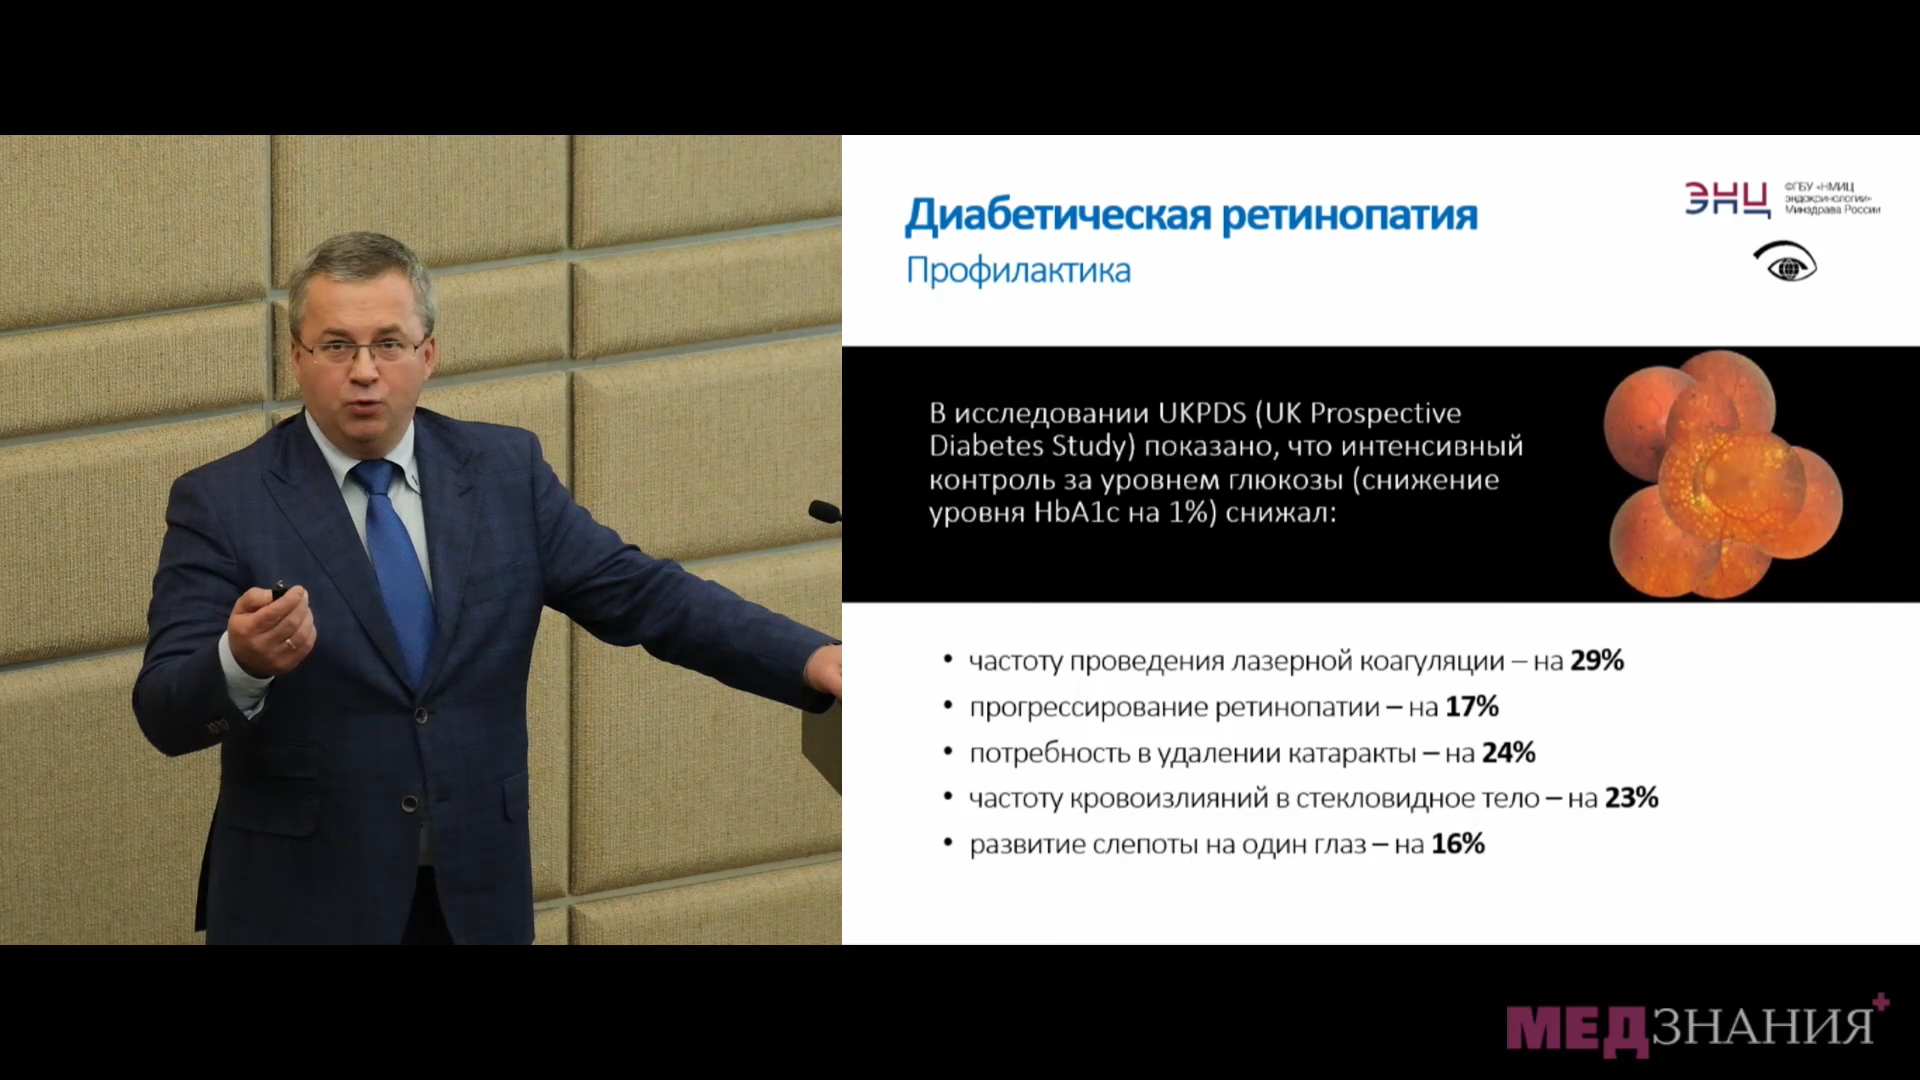 Диабетическая ретинопатия
Профилактика
ЭНЦ
ФГБУ «НМИЦ
эндокринологии»
Минздрава России
В исследовании UKPDS (UK Prospective
Diabetes Study) показано, что интенсивный
контроль за уровнем глюкозы (снижение
уровня HbA1c на 1%) снижал:
• частоту проведения лазерной коагуляции – на 29%
• прогрессирование ретинопатии – на 17%
• потребность в удалении катаракты – на 24%
• частоту кровоизлияний в стекловидное тело – на 23%
• развитие слепоты на один глаз – на 16%
МЕДЗНАНИЯ+